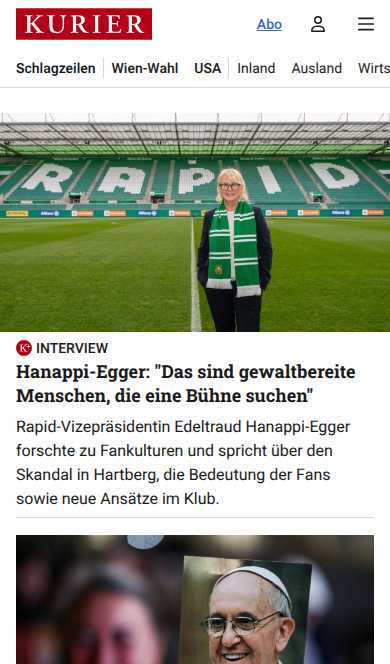 KURIER
Abo
Schlagzeilen Wien-Wahl USA Inland Ausland Wirts
RAPID
K+ INTERVIEW
Hanappi-Egger: "Das sind gewaltbereite
Menschen, die eine Bühne suchen"
Rapid-Vizepräsidentin Edeltraud Hanappi-Egger
forschte zu Fankulturen und spricht über den
Skandal in Hartberg, die Bedeutung der Fans
sowie neue Ansätze im Klub.